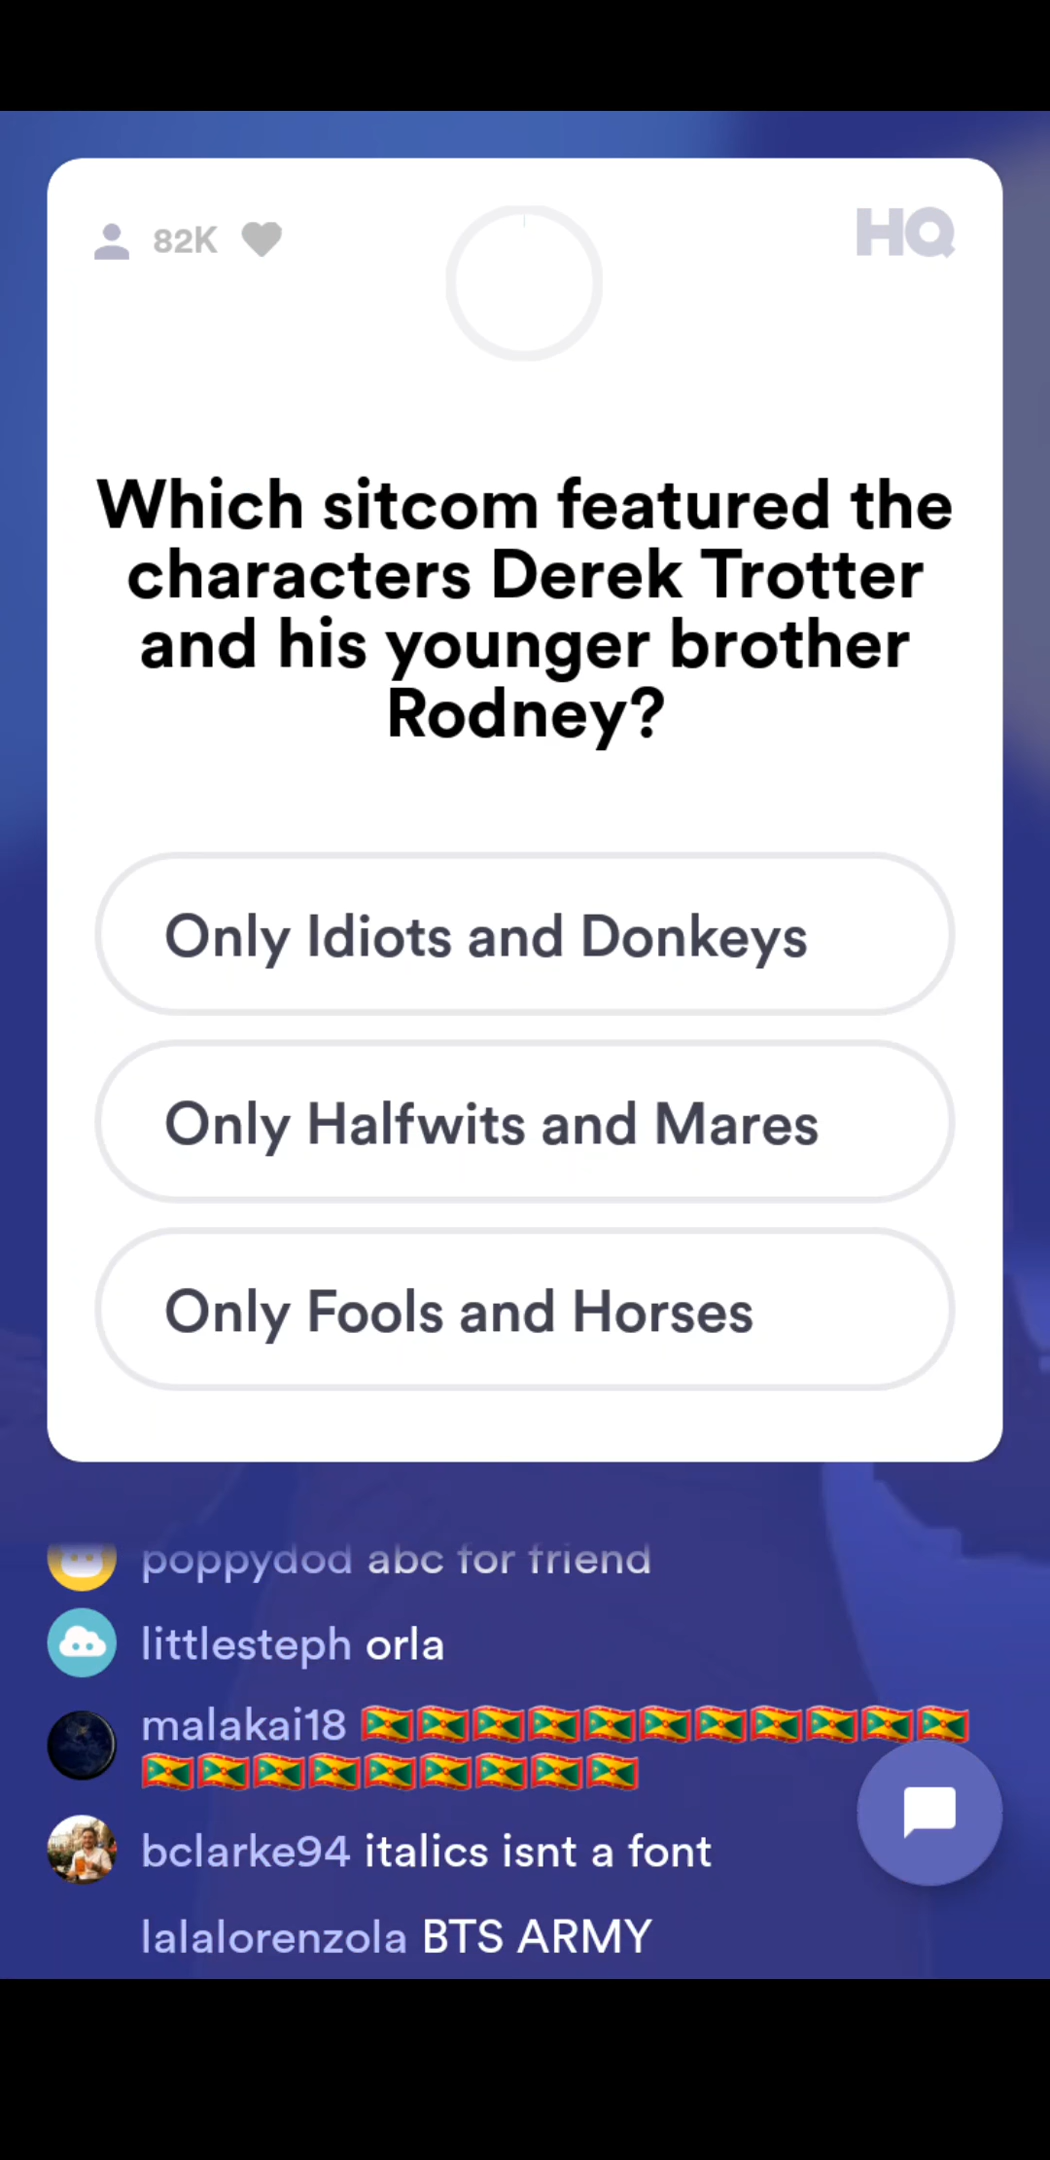 82K
HQ
Which sitcom featured the
characters Derek Trotter
and his younger brother
Rodney?
Only Idiots and Donkeys
Only Halfwits and Mares
Only Fools and Horses
poppydod abc for friend
littlesteph orla
malakai18 🇬🇩🇬🇩🇬🇩🇬🇩🇬🇩🇬🇩🇬🇩🇬🇩🇬🇩🇬🇩🇬🇩
🇬🇩🇬🇩🇬🇩🇬🇩🇬🇩🇬🇩🇬🇩🇬🇩🇬🇩
bclarke94 italics isnt a font
lalalorenzola BTS ARMY